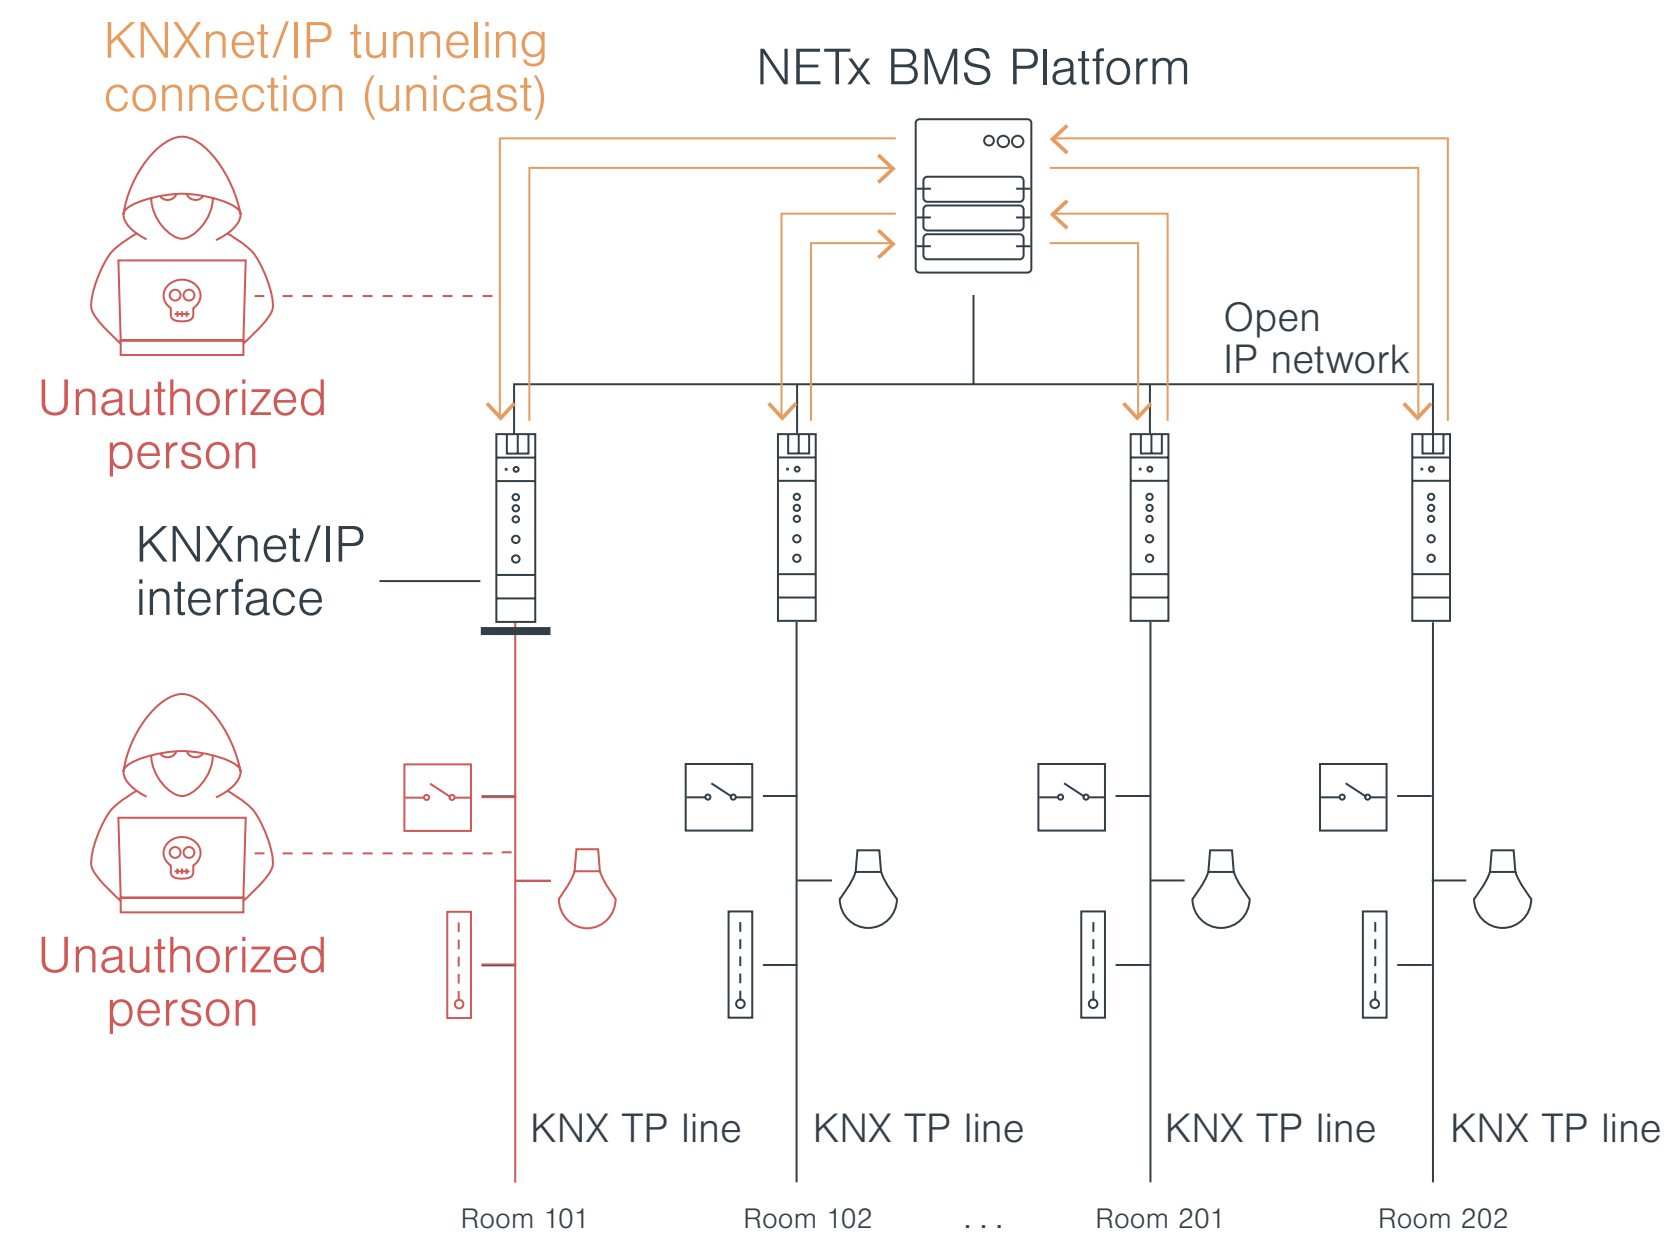 KNXnet/IP tunneling
connection (unicast)
NETx BMS Platform
Open
IP network
Unauthorized
person
KNXnet/IP
interface
Unauthorized
person
KNX TP line
KNX TP line
KNX TP line
KNX TP line
Room 101
Room 102
...
Room 201
Room 202